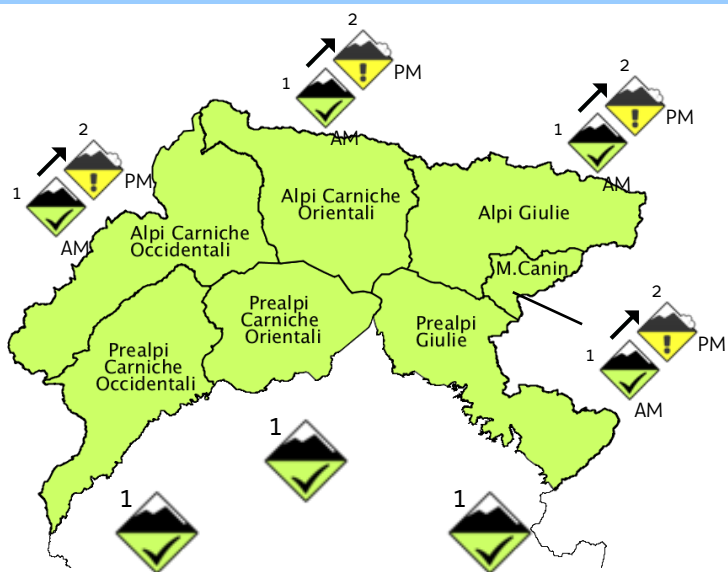 2
1
PM
AM
2
1
PM
AM
2
1
PM
AM
Alpi Carniche
Orientali
Alpi Giulie
Alpi Carniche
Occidentali
M.Canin
Prealpi
Carniche
Orientali
Prealpi
Giulie
Prealpi
Carniche
Occidentali
2
1
PM
AM
1
1
1